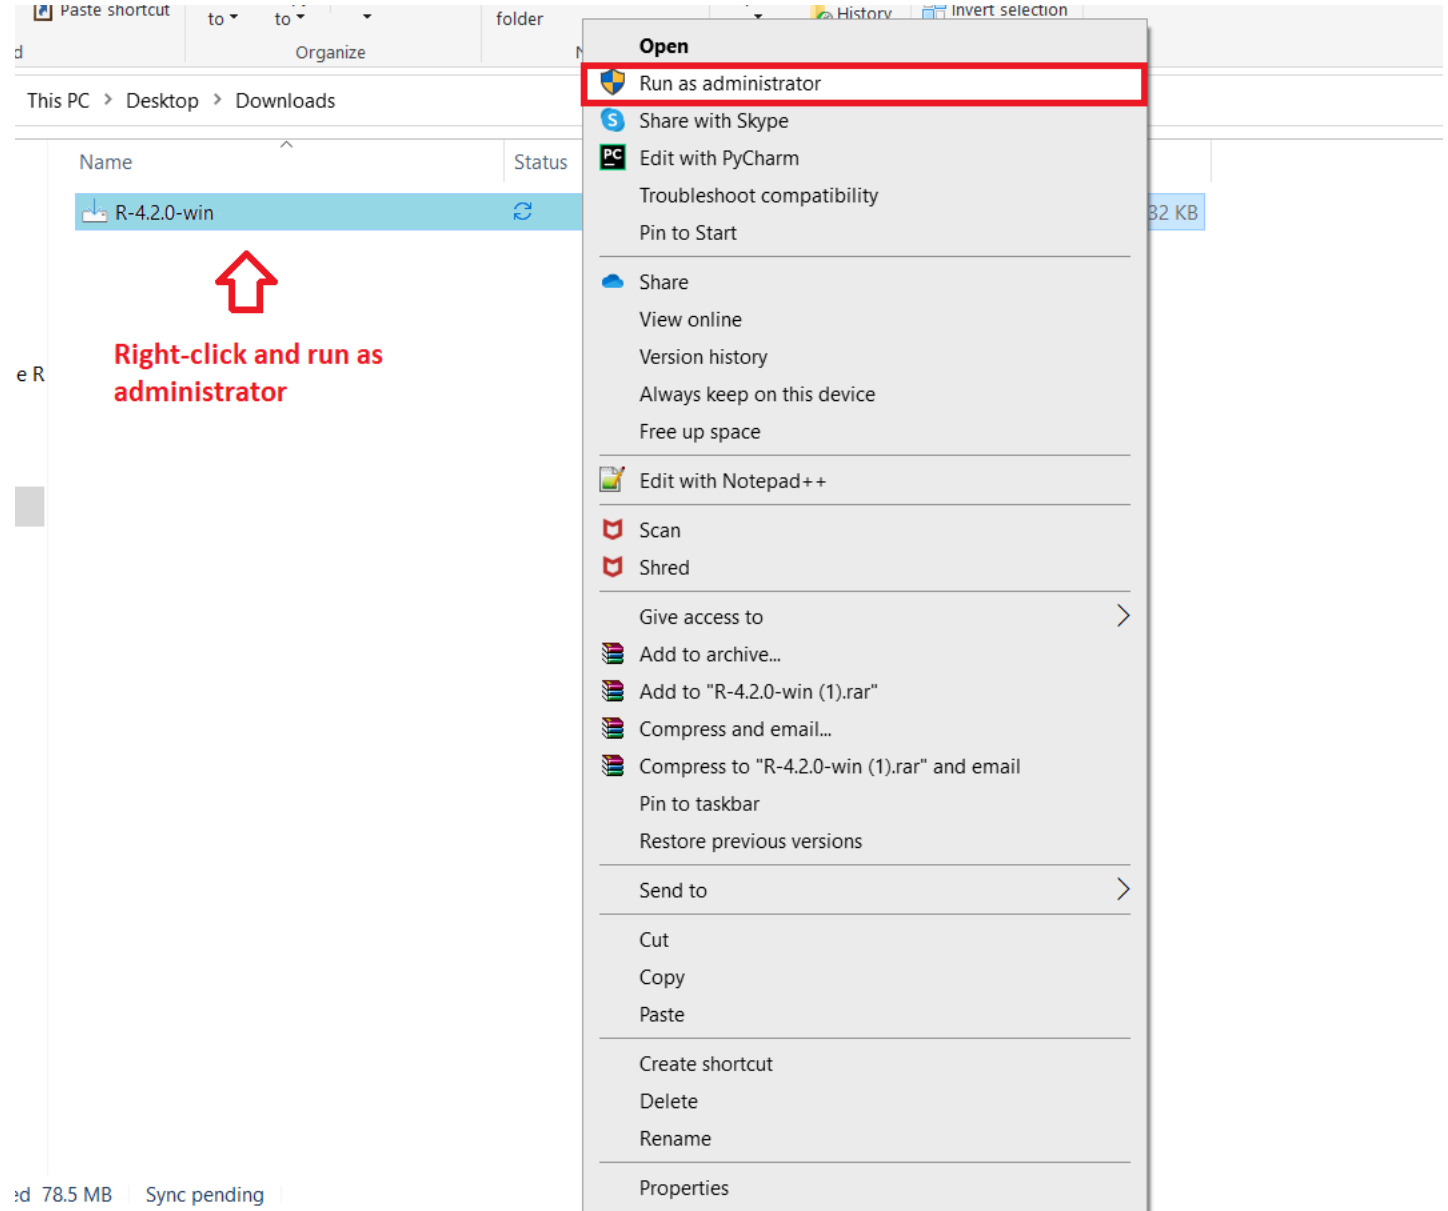 Paste shortcut
to
to
folder
History
Invert selection
Organize
This PC > Desktop > Downloads
Name
Status
R-4.2.0-win
32 KB
Right-click and run as
administrator
e R
Open
Run as administrator
Share with Skype
PC Edit with PyCharm
Troubleshoot compatibility
Pin to Start
Share
View online
Version history
Always keep on this device
Free up space
Edit with Notepad++
Scan
Shred
Give access to
Add to archive...
Add to "R-4.2.0-win (1).rar"
Compress and email...
Compress to "R-4.2.0-win (1).rar" and email
Pin to taskbar
Restore previous versions
Send to
Cut
Copy
Paste
Create shortcut
Delete
Rename
Properties
ed 78.5 MB
Sync pending